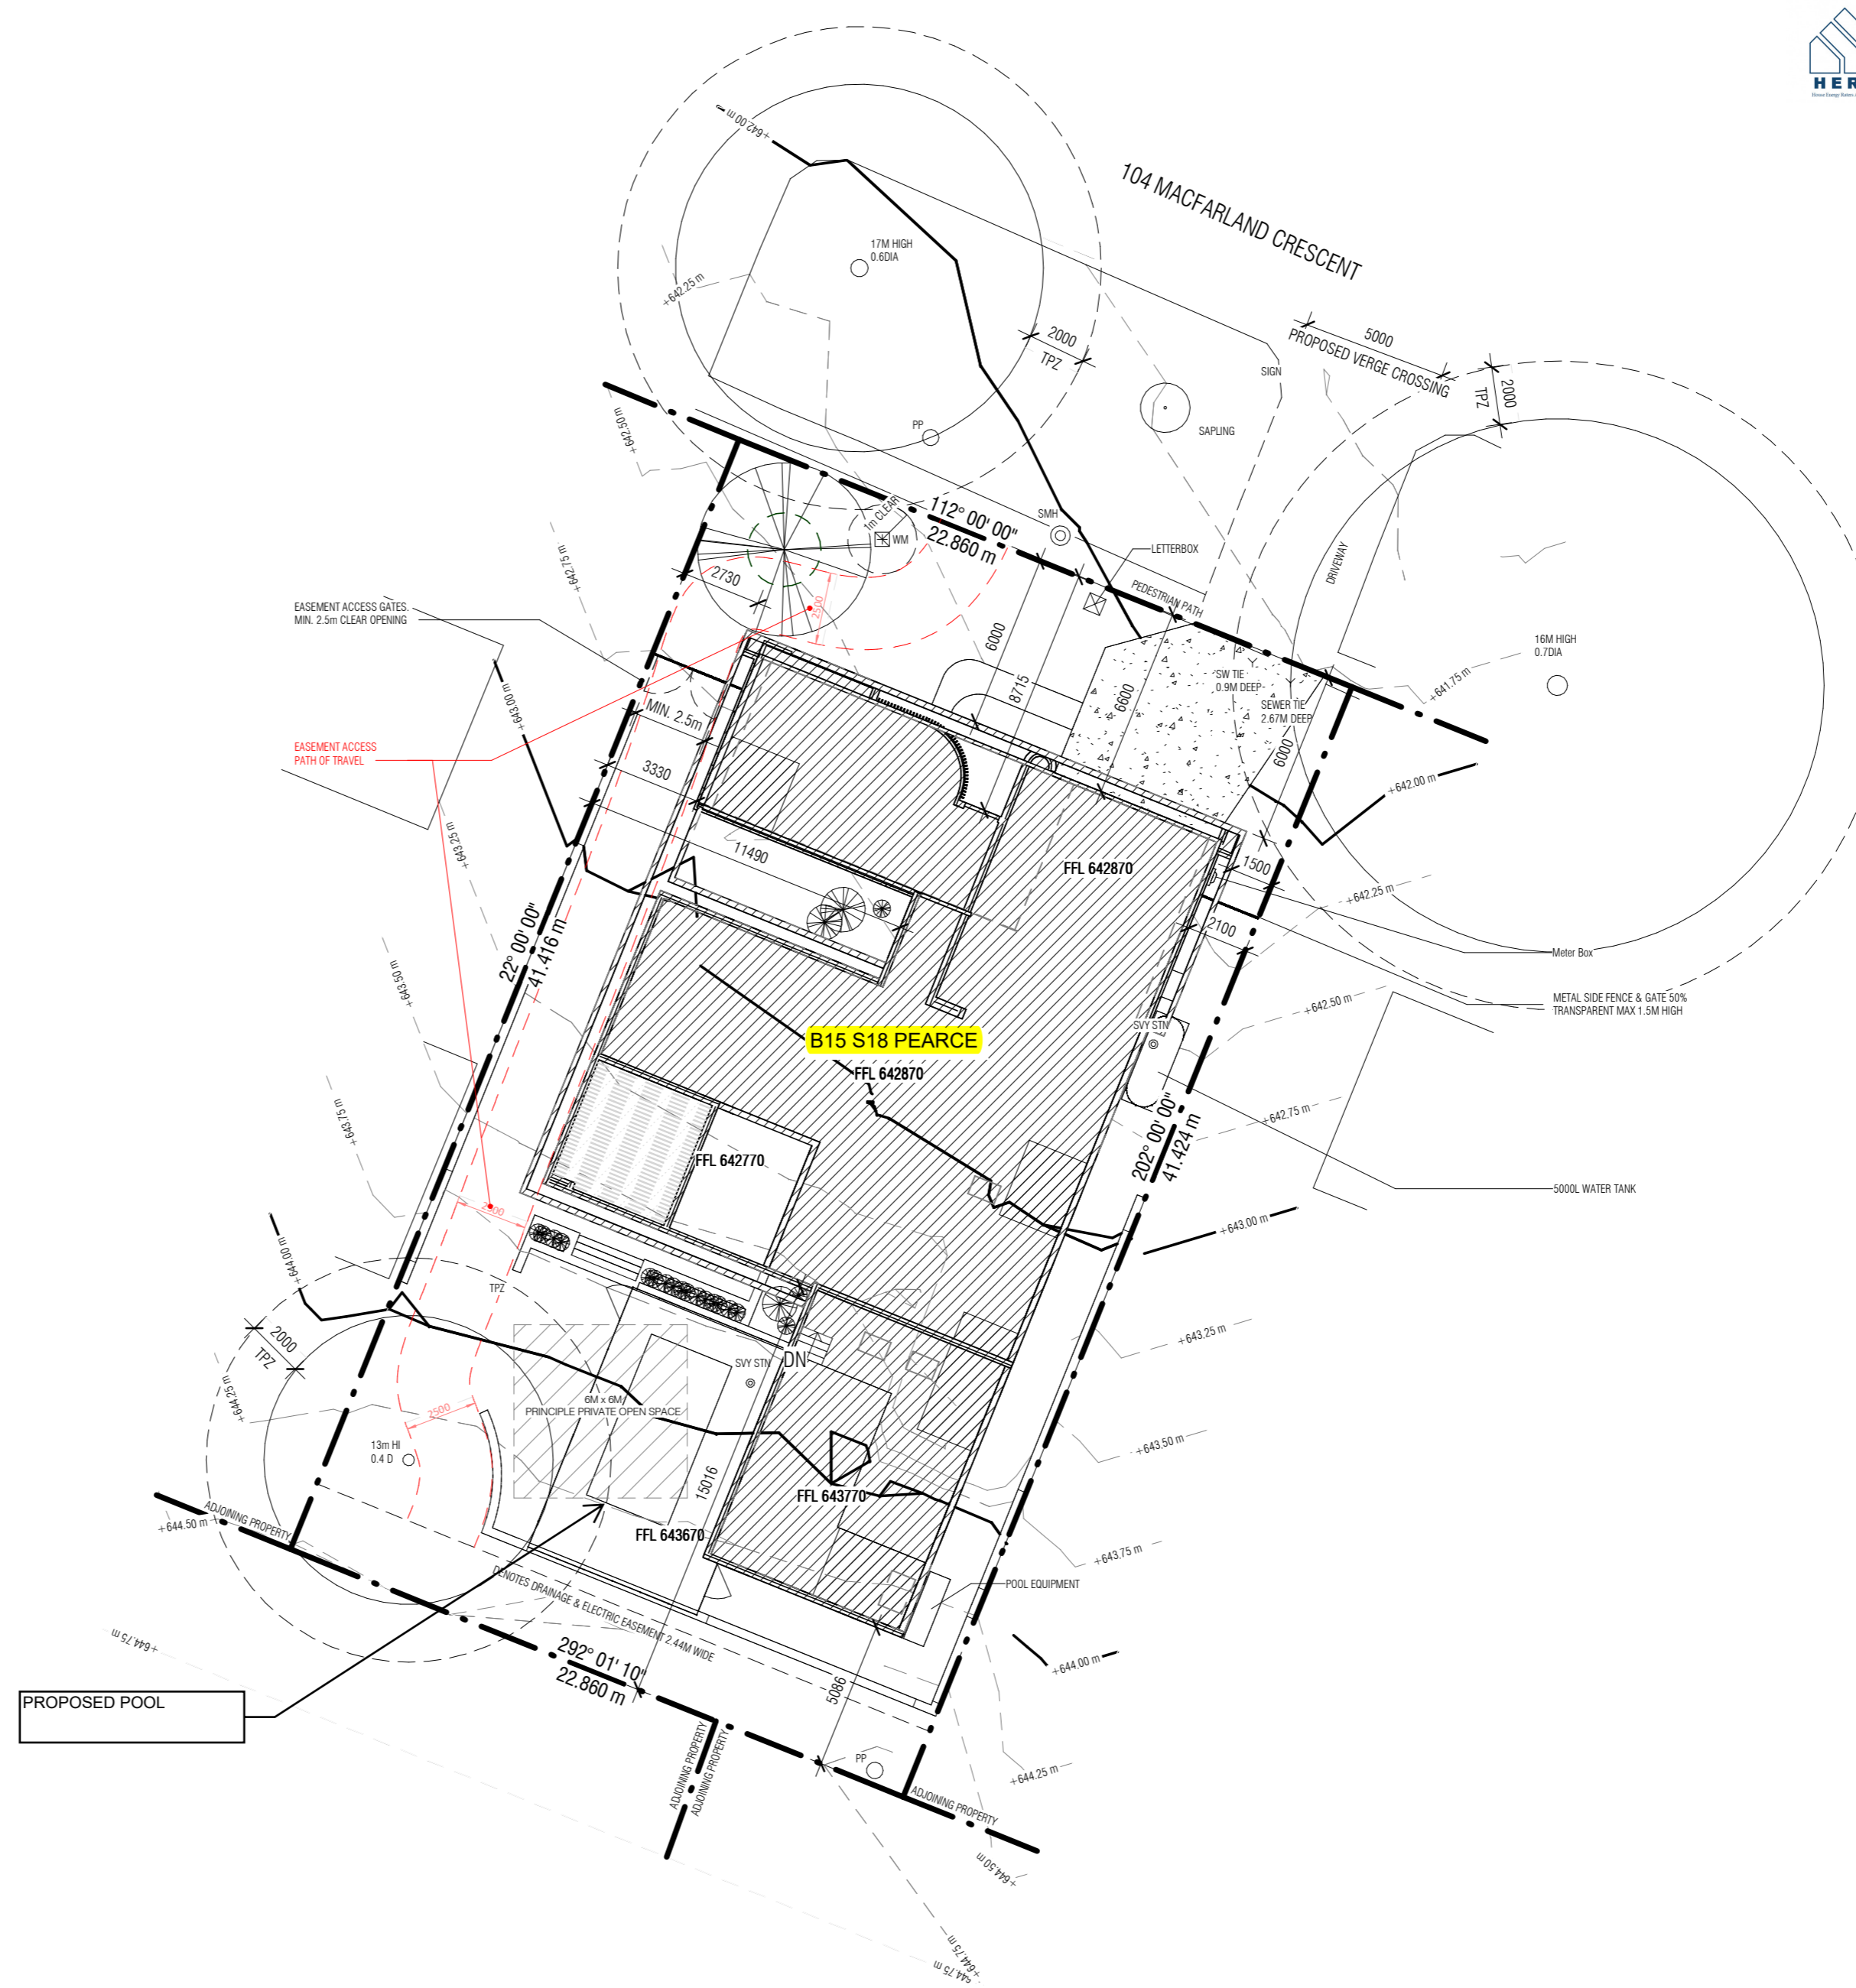 HER
+642.00 m
104 MACFARLAND CRESCENT
17M HIGH
0.6DIA
+642.25 m
2000
TPZ
5000
PROPOSED VERGE CROSSING
SIGN
2000
TPZ
SAPLING
PP
+642.50 m
1m CLEAR
WM
112° 00' 00"
22.860 m
SMH
LETTERBOX
PEDESTRIAN PATH
DRIVEWAY
+642.75 m
2730
2500
EASEMENT ACCESS GATES.
MIN. 2.5m CLEAR OPENING
6000
8715
6600
SW TIE
0.9M DEEP
SEWER TIE
2.67M DEEP
6000
16M HIGH
0.7DIA
+641.75 m
+643.00 m
MIN. 2.5m
EASEMENT ACCESS
PATH OF TRAVEL
3330
+642.00 m
+643.25 m
11490
FFL 642870
1500
+642.25 m
2100
Meter Box
22° 00' 00"
41.416 m
+643.50 m
METAL SIDE FENCE & GATE 50%
TRANSPARENT MAX 1.5M HIGH
+642.50 m
SVY STN
B15 S18 PEARCE
FFL 642870
+643.75 m
+642.75 m
202° 00' 00"
41.424 m
FFL 642770
5000L WATER TANK
2500
+643.00 m
+644.00 m
TPZ
2000
TPZ
+643.25 m
SVY STN
DN
+644.25 m
6M x 6M
PRINCIPLE PRIVATE OPEN SPACE
2500
13m HI
0.4 D
+643.50 m
15016
FFL 643770
ADJOINING PROPERTY
+644.50 m
FFL 643670
+643.75 m
POOL EQUIPMENT
DENOTES DRAINAGE & ELECTRIC EASEMENT 2.44M WIDE
+644.75 m
292° 01' 10"
22.860 m
+644.00 m
PROPOSED POOL
5086
ADJOINING PROPERTY
ADJOINING PROPERTY
PP
+644.25 m
ADJOINING PROPERTY
+644.50 m
+644.75 m
+644.75 m